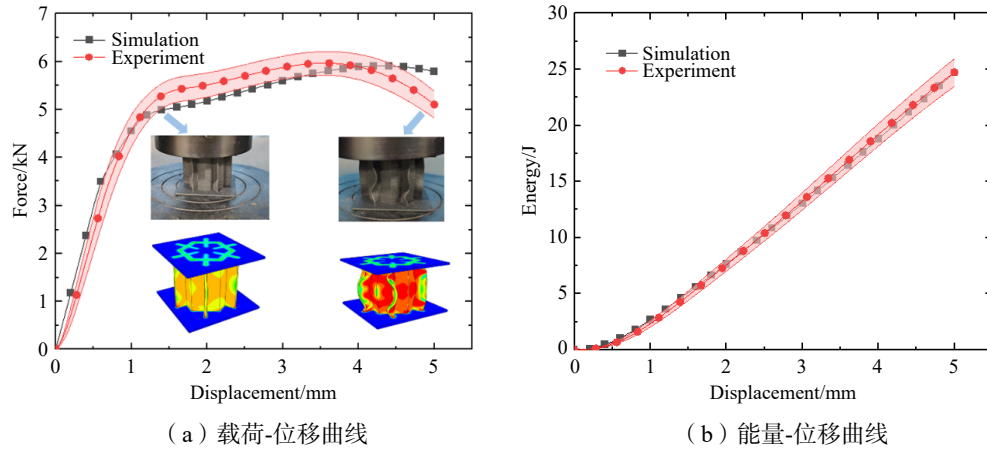 7
6
5
4
3
2
1
0
Force/kN
Simulation
Experiment
0 1 2 3 4 5
Displacement/mm
（a）载荷-位移曲线
30
25
20
15
10
5
0
Energy/J
Simulation
Experiment
0 1 2 3 4 5
Displacement/mm
（b）能量-位移曲线